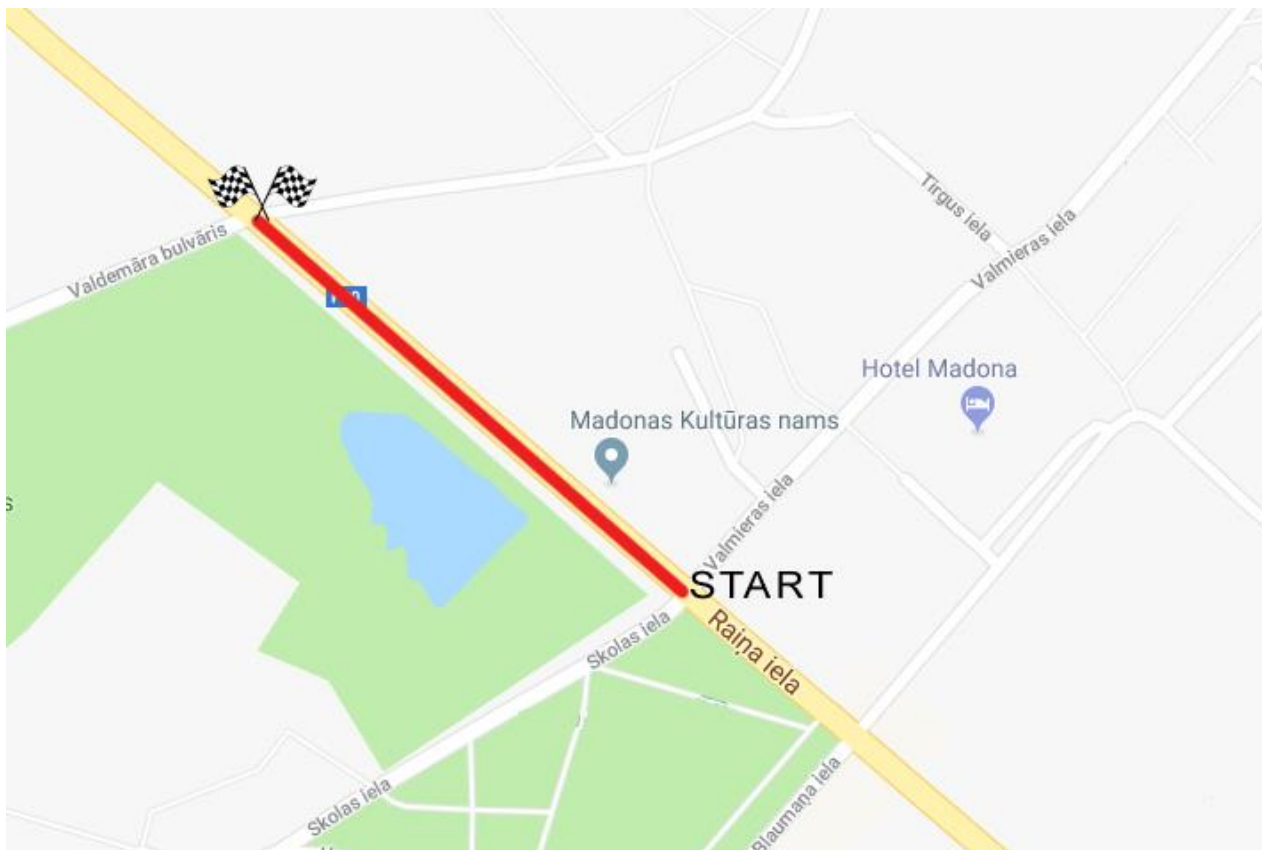 Tirgus iela
Valmieras iela
Valdemāra bulvāris
Hotel Madona
Madonas Kultūras nams
Valmieras iela
START
Skolas iela
Raiņa iela
Skolas iela
Blaumaņa iela
s